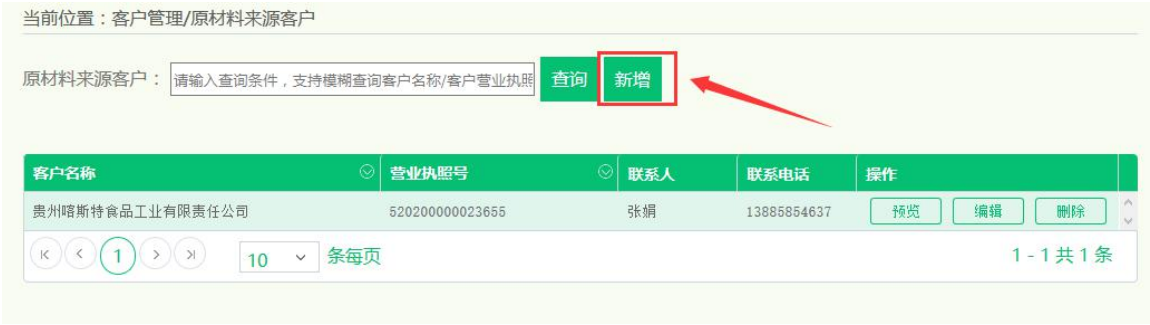 当前位置：客户管理/原材料来源客户
原材料来源客户： 请输入查询条件，支持模糊查询客户名称/客户营业执照 查询 新增
客户名称 营业执照号 联系人 联系电话 操作
贵州喀斯特食品工业有限责任公司 520200000023655 张娟 13885854637 预览 编辑 删除
1 10 条每页 1 - 1 共 1 条